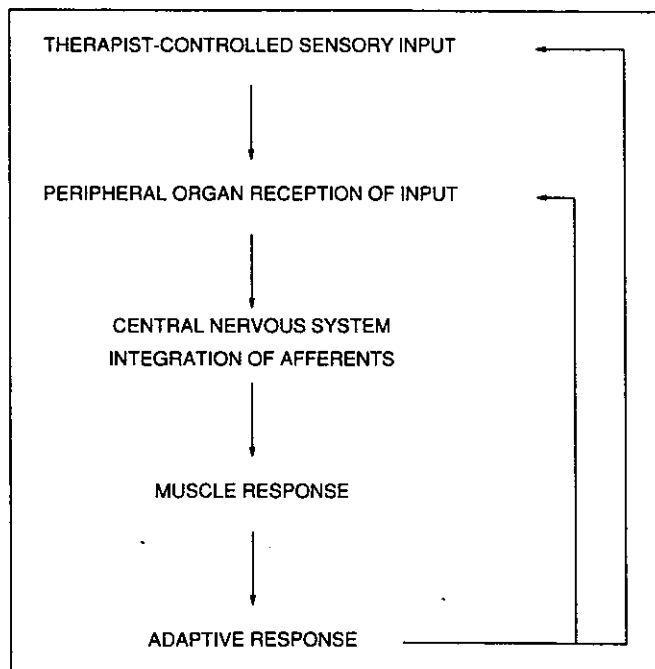 THERAPIST-CONTROLLED SENSORY INPUT
PERIPHERAL ORGAN RECEPTION OF INPUT
CENTRAL NERVOUS SYSTEM
INTEGRATION OF AFFERENTS
MUSCLE RESPONSE
ADAPTIVE RESPONSE